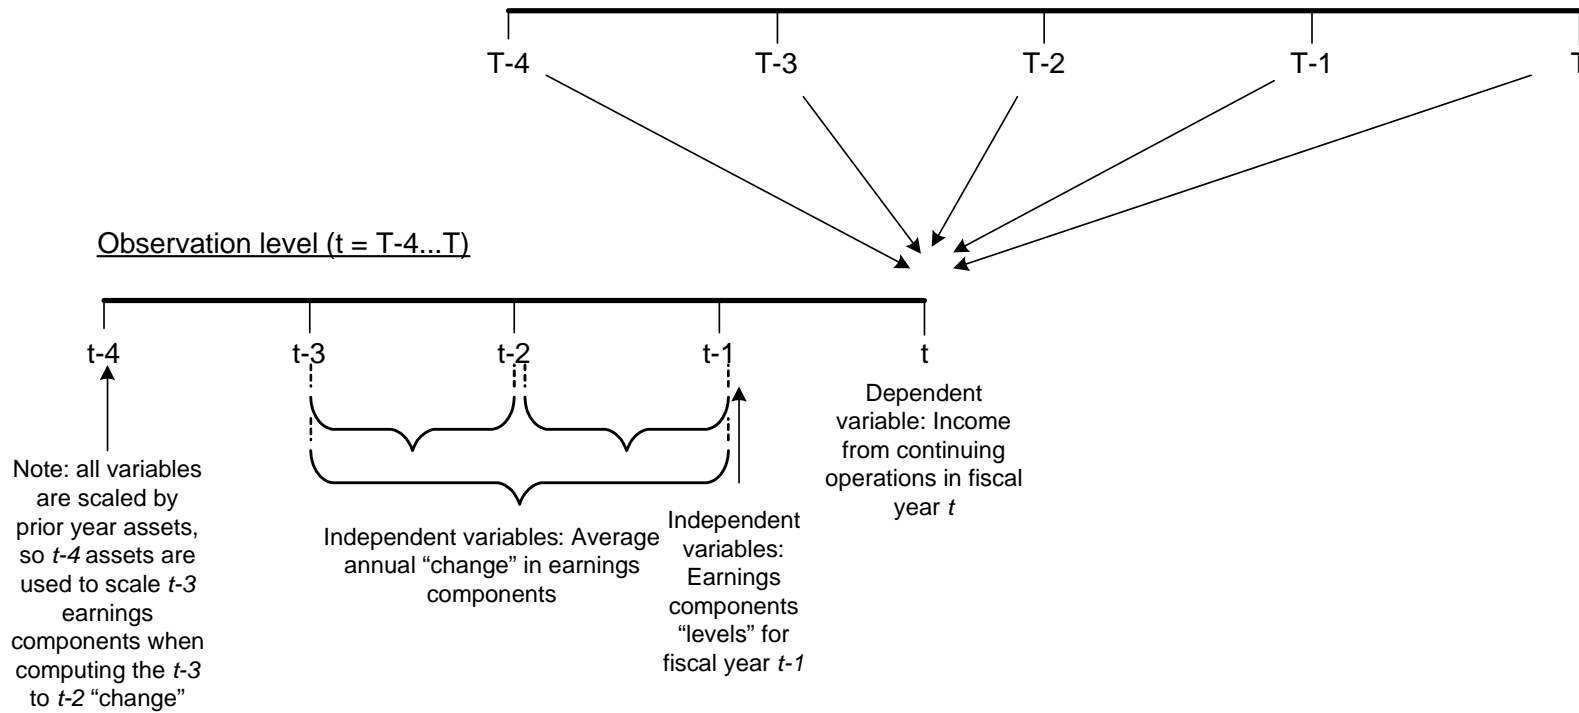 T-4 T-3 T-2 T-1 T
Observation level (t = T-4...T)
t-4 t-3 t-2 t-1 t
Note: all variables
are scaled by
prior year assets,
so t-4 assets are
used to scale t-3
earnings
components when
computing the t-3
to t-2 “change”
Independent variables: Average
annual “change” in earnings
components
Independent
variables:
Earnings
components
“levels” for
fiscal year t-1
Dependent
variable: Income
from continuing
operations in fiscal
year t